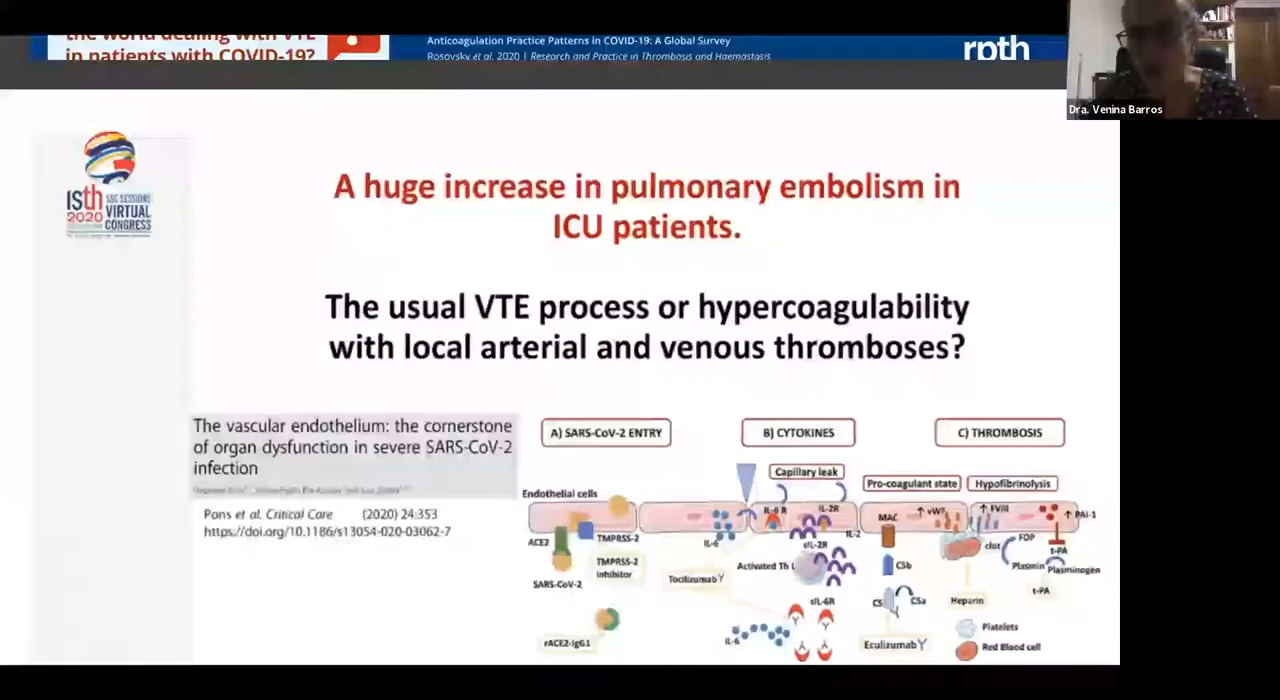 the world dealing with VTE
in patients with COVID-19?
Anticoagulation Practice Patterns in COVID-19: A Global Survey
Rosovsky et al. 2020 | Research and Practice in Thrombosis and Haemostasis
rpth
Dra. Venina Barros
isth
2020
SSC SESSIONS
VIRTUAL
CONGRESS
A huge increase in pulmonary embolism in
ICU patients.
The usual VTE process or hypercoagulability
with local arterial and venous thromboses?
The vascular endothelium: the cornerstone
of organ dysfunction in severe SARS-CoV-2
infection
Pons et al. Critical Care (2020) 24:353
https://doi.org/10.1186/s13054-020-03062-7
A) SARS-CoV-2 ENTRY
B) CYTOKINES
C) THROMBOSIS
Capillary leak
Pro-coagulant state
Hypofibrinolysis
Endothelial cells
IL-6 R
IL-2R
MAC
↑ vWF
↑ FVIII
↑ PAI-1
ACE2
TMPRSS-2
IL-6
sIL-2R
IL-2
clot
FDP
t-PA
TMPRSS-2
inhibitor
SARS-CoV-2
Tocilizumab
Activated Th L
C5b
Plasmin
Plasminogen
t-PA
sIL-6R
C5
C5a
Heparin
rACE2-IgG1
IL-6
Eculizumab
Platelets
Red Blood cell